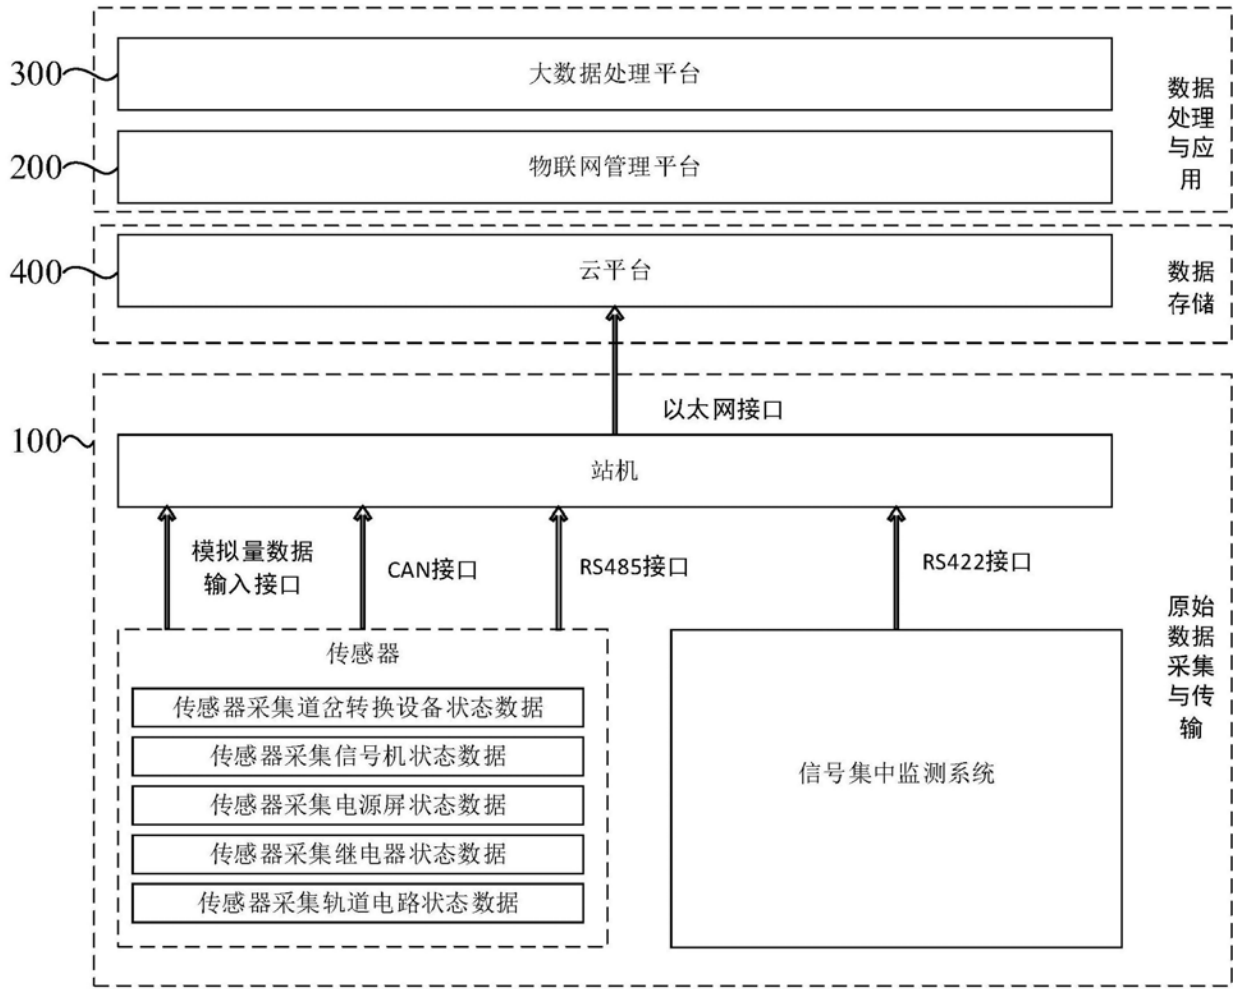 300
大数据处理平台
200
物联网管理平台
数据
处理
与应
用
400
云平台
数据
存储
以太网接口
100
站机
模拟量数据
输入接口
CAN接口
RS485接口
RS422接口
传感器
传感器采集道岔转换设备状态数据
传感器采集信号机状态数据
传感器采集电源屏状态数据
传感器采集继电器状态数据
传感器采集轨道电路状态数据
信号集中监测系统
原始
数据
采集
与传
输